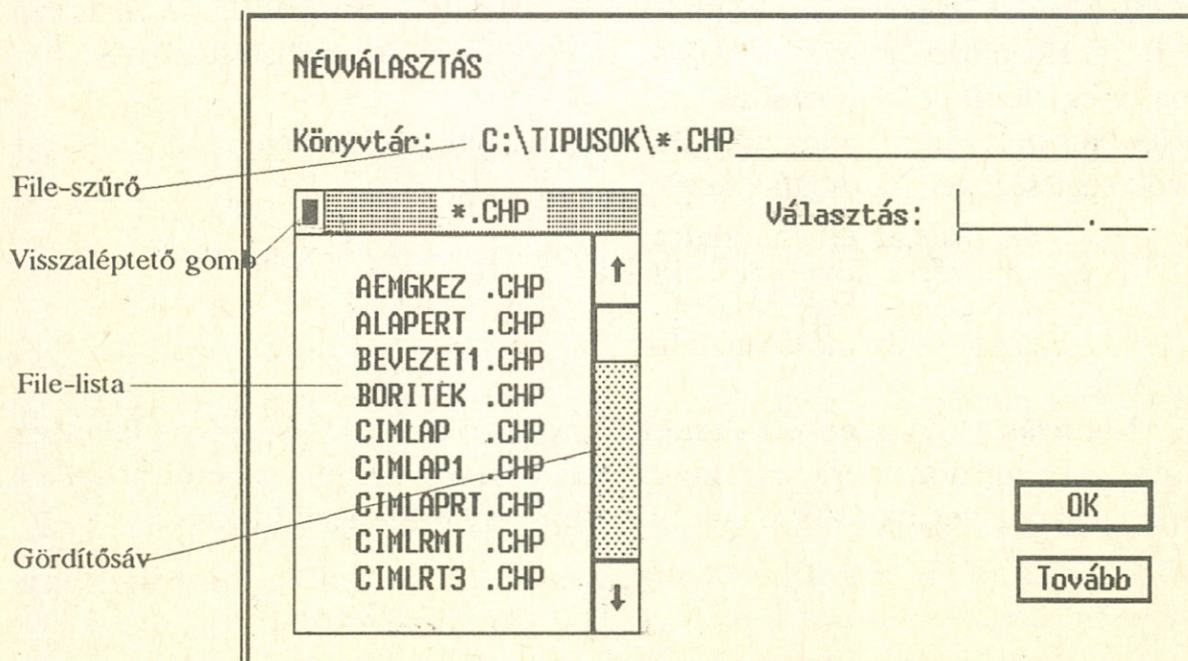 NÉVVÁLASZTÁS
Könyvtár: C:\TIPUSOK\*.CHP
File-szűrő
*.CHP
Választás:
Visszaléptető gomb
AEMGKEZ .CHP
ALAPERT .CHP
BEVEZET1.CHP
File-lista
BORITEK .CHP
CIMLAP .CHP
CIMLAP1 .CHP
CIMLAPRT.CHP
OK
CIMLRMT .CHP
Gördítősáv
CIMLRT3 .CHP
Tovább